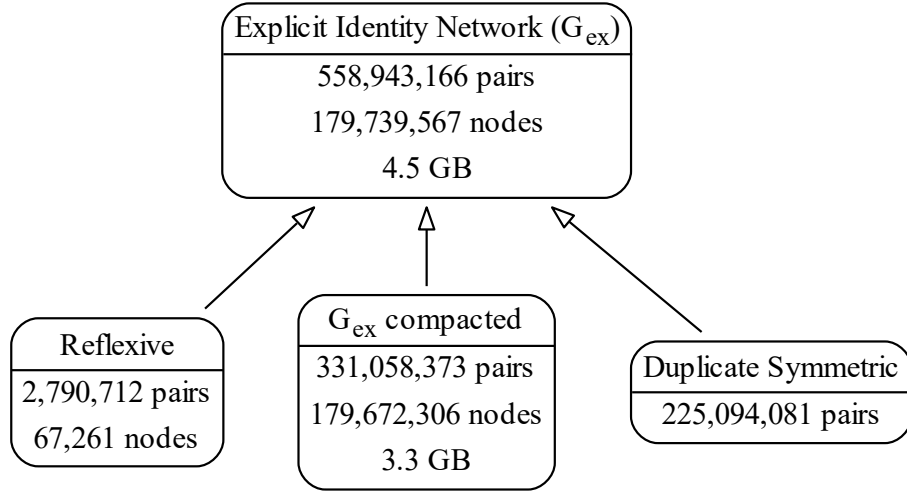 Explicit Identity Network (Gex)
558,943,166 pairs
179,739,567 nodes
4.5 GB
Reflexive
2,790,712 pairs
67,261 nodes
Gex compacted
331,058,373 pairs
179,672,306 nodes
3.3 GB
Duplicate Symmetric
225,094,081 pairs